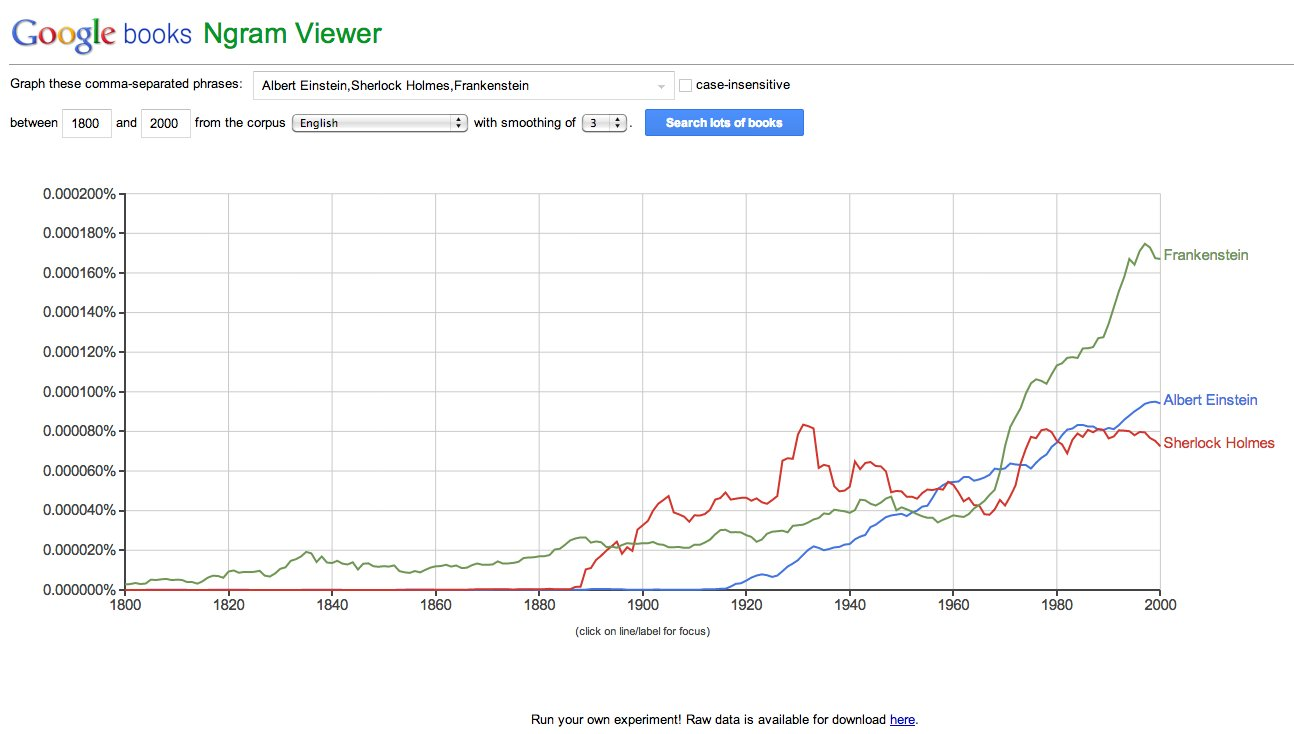 Google books Ngram Viewer
Graph these comma-separated phrases: Albert Einstein,Sherlock Holmes,Frankenstein case-insensitive
between 1800 and 2000 from the corpus English with smoothing of 3 . Search lots of books
0.000200%
0.000180%
Frankenstein
0.000160%
0.000140%
0.000120%
0.000100%
Albert Einstein
0.000080%
Sherlock Holmes
0.000060%
0.000040%
0.000020%
0.000000%
1800 1820 1840 1860 1880 1900 1920 1940 1960 1980 2000
(click on line/label for focus)
Run your own experiment! Raw data is available for download here.